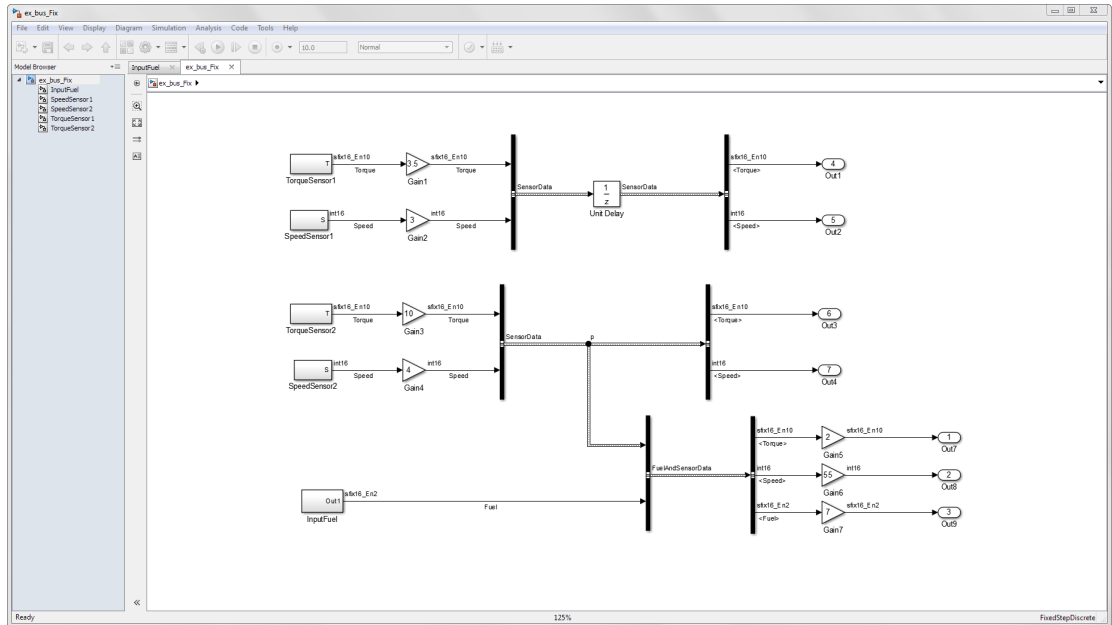 ex_bus_Fix
File Edit View Display Diagram Simulation Analysis Code Tools Help
10.0 Normal
Model Browser
InputFuel × ex_bus_Fix ×
ex_bus_Fix
InputFuel
SpeedSensor1
SpeedSensor2
TorqueSensor1
TorqueSensor2
ex_bus_Fix
T
TorqueSensor1
sfix16_En10
Torque
3.5
Gain1
sfix16_En10
Torque
S
SpeedSensor1
int16
Speed
3
Gain2
int16
Speed
SensorData
1
z
Unit Delay
SensorData
sfix16_En10
<Torque>
4
Out1
int16
<Speed>
5
Out2
T
TorqueSensor2
sfix16_En10
Torque
10
Gain3
sfix16_En10
Torque
S
SpeedSensor2
int16
Speed
4
Gain4
int16
Speed
SensorData
p
sfix16_En10
<Torque>
6
Out3
int16
<Speed>
7
Out4
Out1
InputFuel
sfix16_En2
Fuel
FuelAndSensorData
sfix16_En10
<Torque>
2
Gain5
sfix16_En10
1
Out7
int16
<Speed>
55
Gain6
int16
2
Out8
sfix16_En2
<Fuel>
7
Gain7
sfix16_En2
3
Out9
Ready 125% FixedStepDiscrete